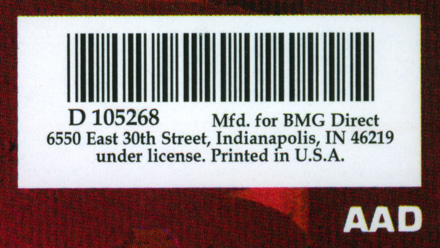 D 105268 Mfd. for BMG Direct
6550 East 30th Street, Indianapolis, IN 46219
under license. Printed in U.S.A.
AAD